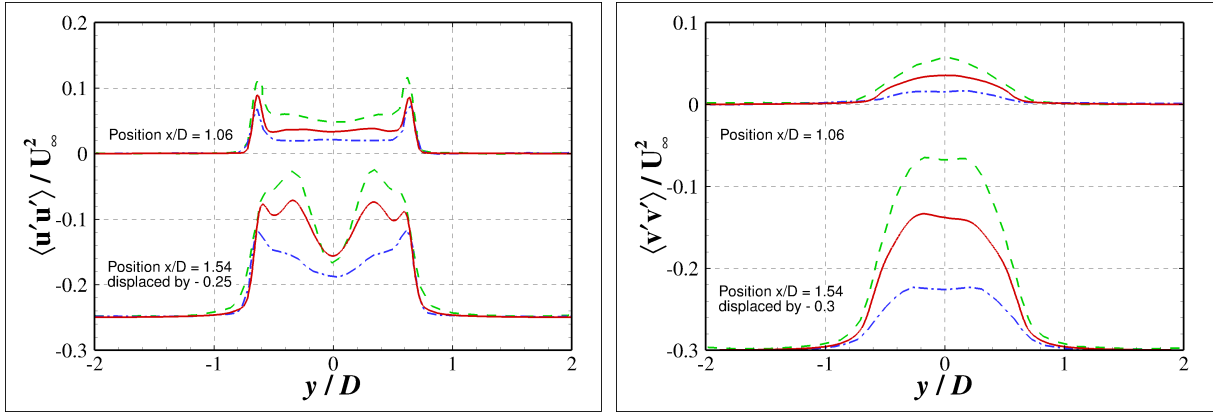 0.2
0.1
0
-0.1
-0.2
-0.3
⟨u′u′⟩ / U²∞
Position x/D = 1.06
Position x/D = 1.54
displaced by - 0.25
-2
-1
0
1
2
y / D
0.1
0
-0.1
-0.2
-0.3
⟨v′v′⟩ / U²∞
Position x/D = 1.06
Position x/D = 1.54
displaced by - 0.3
-2
-1
0
1
2
y / D